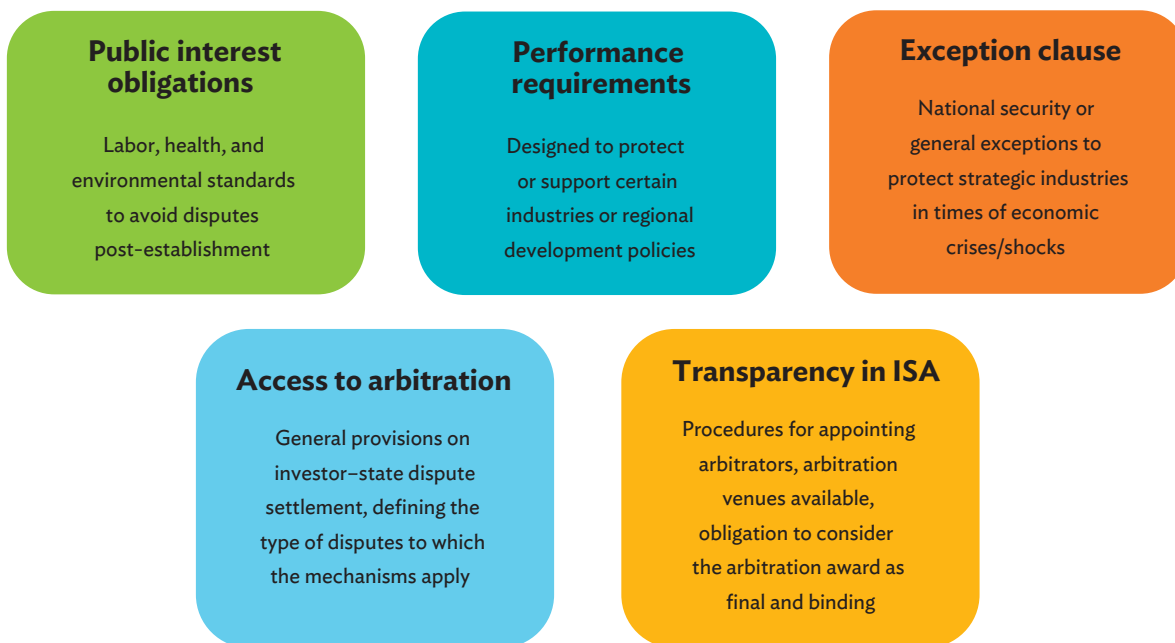 Public interest
obligations
Labor, health, and
environmental standards
to avoid disputes
post–establishment
Performance
requirements
Designed to protect
or support certain
industries or regional
development policies
Exception clause
National security or
general exceptions to
protect strategic industries
in times of economic
crises/shocks
Access to arbitration
General provisions on
investor–state dispute
settlement, defining the
type of disputes to which
the mechanisms apply
Transparency in ISA
Procedures for appointing
arbitrators, arbitration
venues available,
obligation to consider
the arbitration award as
final and binding